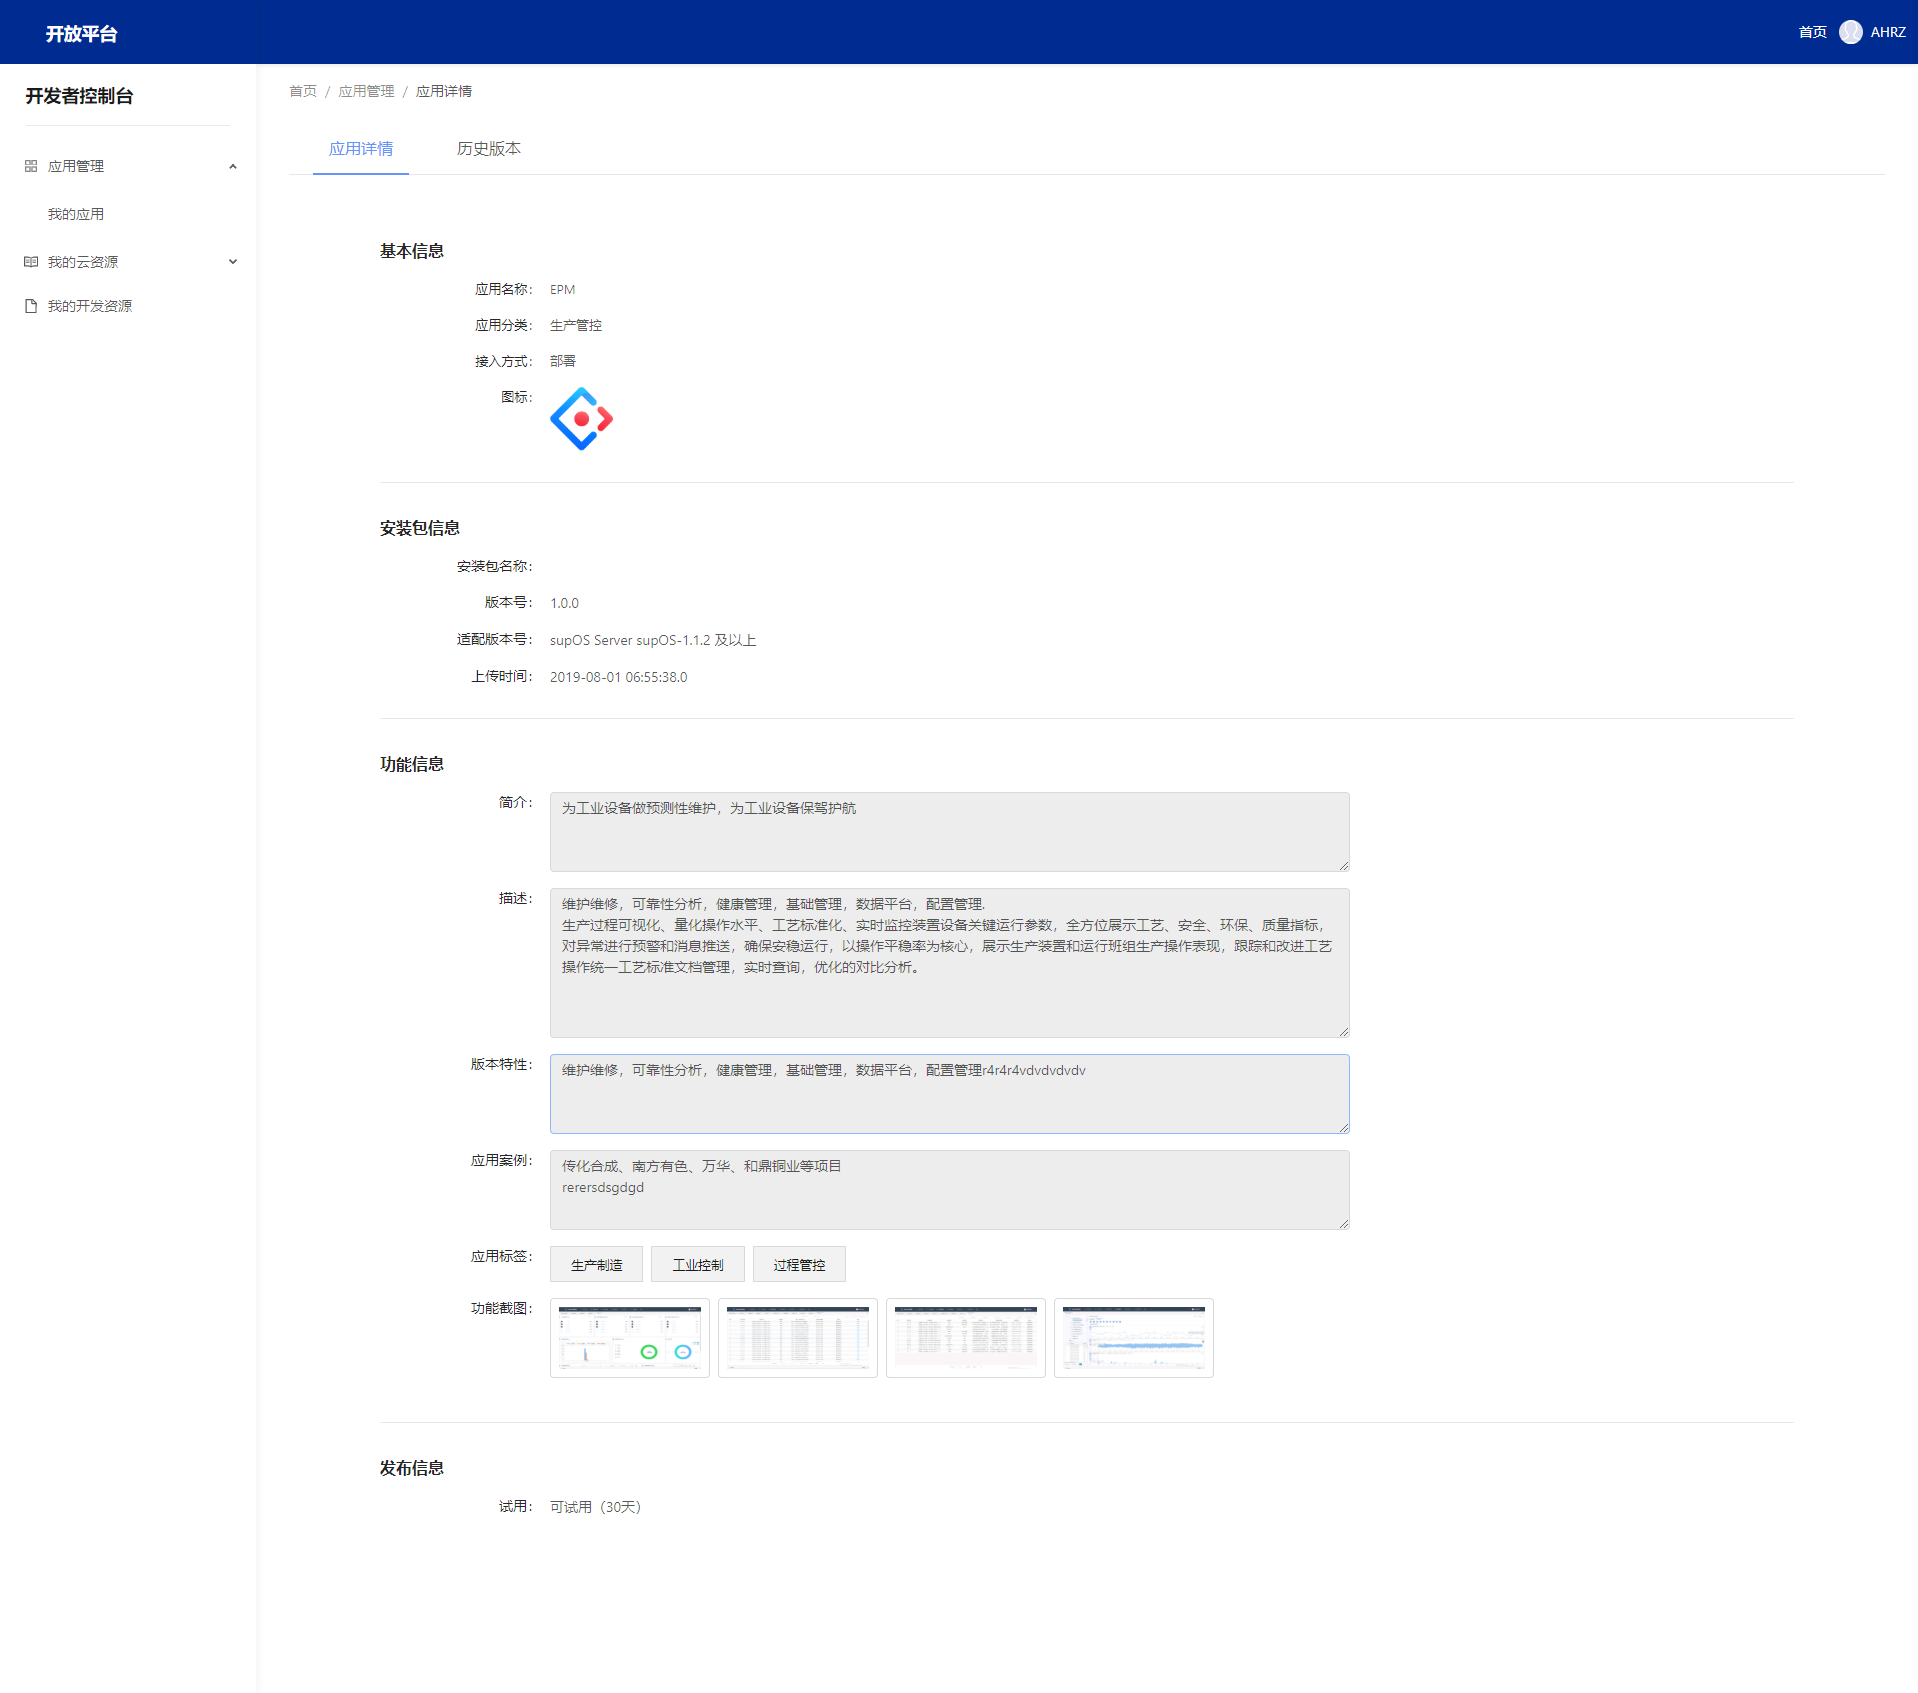 开放平台
首页 AHRZ
开发者控制台
应用管理
我的应用
我的云资源
我的开发资源
首页 / 应用管理 / 应用详情
应用详情 历史版本
基本信息
应用名称： EPM
应用分类： 生产管控
接入方式： 部署
图标：
安装包信息
安装包名称：
版本号： 1.0.0
适配版本号： supOS Server supOS-1.1.2 及以上
上传时间： 2019-08-01 06:55:38.0
功能信息
简介： 为工业设备做预测性维护，为工业设备保驾护航
描述： 维护维修，可靠性分析，健康管理，基础管理，数据平台，配置管理.
生产过程可视化、量化操作水平、工艺标准化、实时监控装置设备关键运行参数，全方位展示工艺、安全、环保、质量指标，
对异常进行预警和消息推送，确保安稳运行，以操作平稳率为核心，展示生产装置和运行班组生产操作表现，跟踪和改进工艺
操作统一工艺标准文档管理，实时查询，优化的对比分析。
版本特性： 维护维修，可靠性分析，健康管理，基础管理，数据平台，配置管理r4r4r4vdvdvdvdv
应用案例： 传化合成、南方有色、万华、和鼎铜业等项目
rerersdsgdgd
应用标签： 生产制造 工业控制 过程管控
功能截图：
发布信息
试用： 可试用（30天）